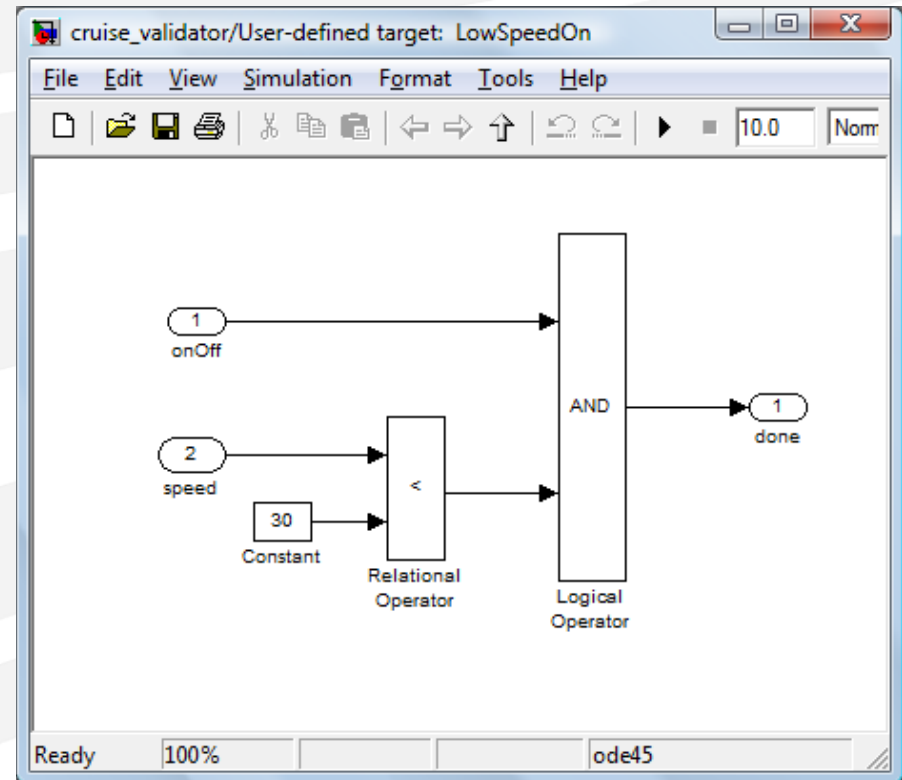 cruise_validator/User-defined target: LowSpeedOn
File Edit View Simulation Format Tools Help
10.0 Norm
1
onOff
AND
1
done
2
speed
<
30
Constant
Relational
Operator
Logical
Operator
Ready 100% ode45